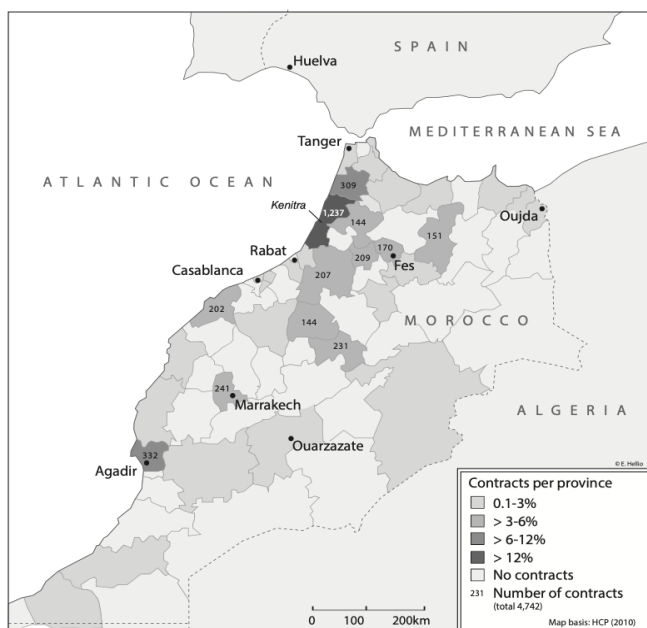 SPAIN
Huelva
MEDITERRANEAN SEA
Tanger
ATLANTIC OCEAN
309
Kenitra
1,237
144
Oujda
151
170
Rabat
209
Fes
Casablanca
207
202
144
MOROCCO
231
241
Marrakech
ALGERIA
Ouarzazate
332
Agadir
© E. Hellio
Contracts per province
0.1-3%
> 3-6%
> 6-12%
> 12%
No contracts
231 Number of contracts
(total 4,742)
0 100 200km
Map basis: HCP (2010)